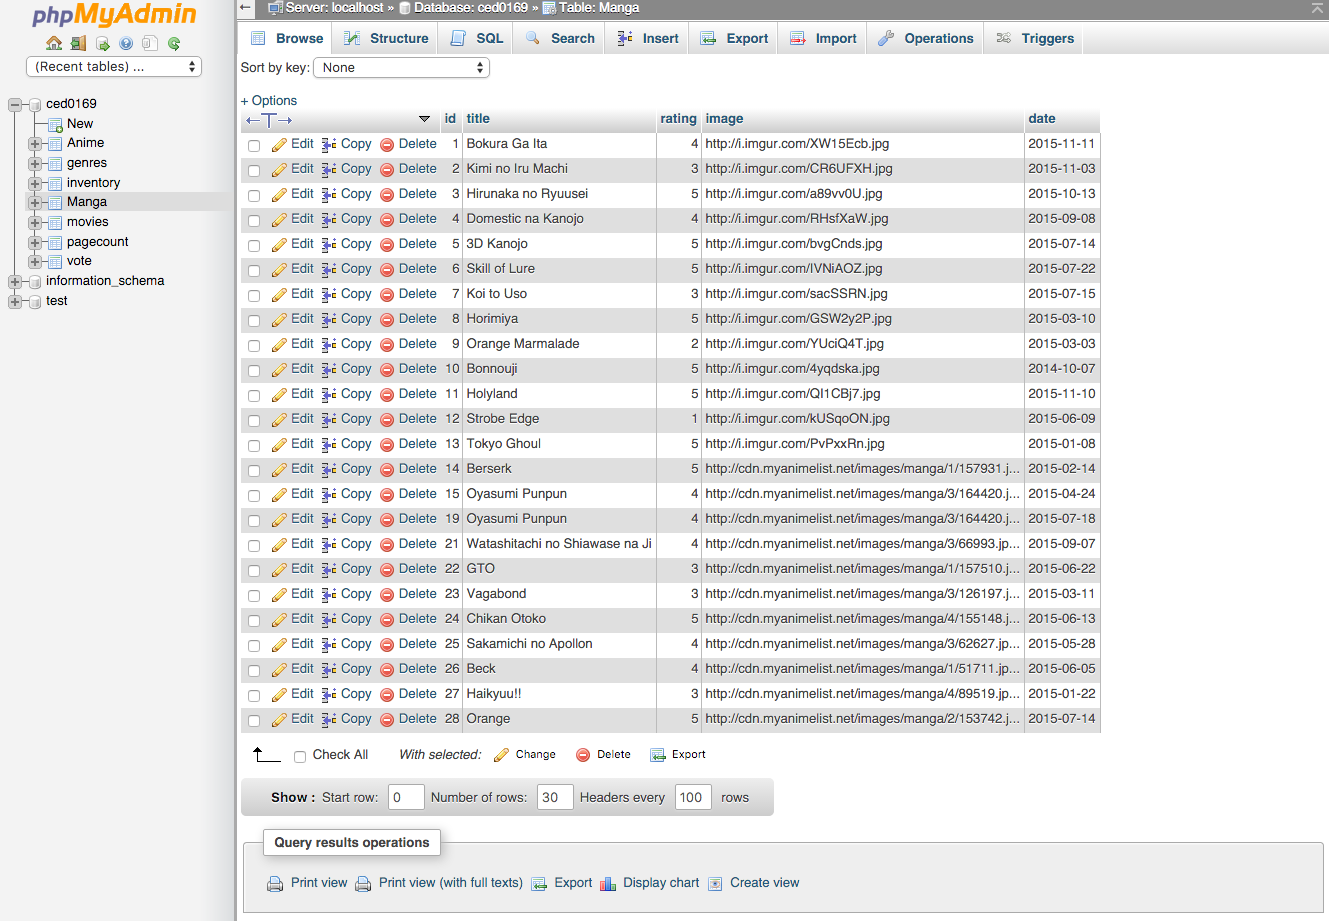 phpMyAdmin
(Recent tables) ...
ced0169
New
Anime
genres
inventory
Manga
movies
pagecount
vote
information_schema
test
Server: localhost » Database: ced0169 » Table: Manga
Browse Structure SQL Search Insert Export Import Operations Triggers
Sort by key: None
+ Options
id title rating image date
Edit Copy Delete 1 Bokura Ga Ita 4 http://i.imgur.com/XW15Ecb.jpg 2015-11-11
Edit Copy Delete 2 Kimi no Iru Machi 3 http://i.imgur.com/CR6UFXH.jpg 2015-11-03
Edit Copy Delete 3 Hirunaka no Ryuusei 5 http://i.imgur.com/a89vv0U.jpg 2015-10-13
Edit Copy Delete 4 Domestic na Kanojo 4 http://i.imgur.com/RHsfXaW.jpg 2015-09-08
Edit Copy Delete 5 3D Kanojo 5 http://i.imgur.com/bvgCnds.jpg 2015-07-14
Edit Copy Delete 6 Skill of Lure 5 http://i.imgur.com/IVNiAOZ.jpg 2015-07-22
Edit Copy Delete 7 Koi to Uso 3 http://i.imgur.com/sacSSRN.jpg 2015-07-15
Edit Copy Delete 8 Horimiya 5 http://i.imgur.com/GSW2y2P.jpg 2015-03-10
Edit Copy Delete 9 Orange Marmalade 2 http://i.imgur.com/YUciQ4T.jpg 2015-03-03
Edit Copy Delete 10 Bonnouji 5 http://i.imgur.com/4yqdska.jpg 2014-10-07
Edit Copy Delete 11 Holyland 5 http://i.imgur.com/QI1CBj7.jpg 2015-11-10
Edit Copy Delete 12 Strobe Edge 1 http://i.imgur.com/kUSqoON.jpg 2015-06-09
Edit Copy Delete 13 Tokyo Ghoul 5 http://i.imgur.com/PvPxxRn.jpg 2015-01-08
Edit Copy Delete 14 Berserk 5 http://cdn.myanimelist.net/images/manga/1/157931.j... 2015-02-14
Edit Copy Delete 15 Oyasumi Punpun 4 http://cdn.myanimelist.net/images/manga/3/164420.j... 2015-04-24
Edit Copy Delete 19 Oyasumi Punpun 4 http://cdn.myanimelist.net/images/manga/3/164420.j... 2015-07-18
Edit Copy Delete 21 Watashitachi no Shiawase na Ji 4 http://cdn.myanimelist.net/images/manga/3/66993.jp... 2015-09-07
Edit Copy Delete 22 GTO 3 http://cdn.myanimelist.net/images/manga/1/157510.j... 2015-06-22
Edit Copy Delete 23 Vagabond 3 http://cdn.myanimelist.net/images/manga/3/126197.j... 2015-03-11
Edit Copy Delete 24 Chikan Otoko 5 http://cdn.myanimelist.net/images/manga/4/155148.j... 2015-06-13
Edit Copy Delete 25 Sakamichi no Apollon 4 http://cdn.myanimelist.net/images/manga/3/62627.jp... 2015-05-28
Edit Copy Delete 26 Beck 4 http://cdn.myanimelist.net/images/manga/1/51711.jp... 2015-06-05
Edit Copy Delete 27 Haikyuu!! 3 http://cdn.myanimelist.net/images/manga/4/89519.jp... 2015-01-22
Edit Copy Delete 28 Orange 5 http://cdn.myanimelist.net/images/manga/2/153742.j... 2015-07-14
Check All With selected: Change Delete Export
Show : Start row: 0 Number of rows: 30 Headers every 100 rows
Query results operations
Print view Print view (with full texts) Export Display chart Create view